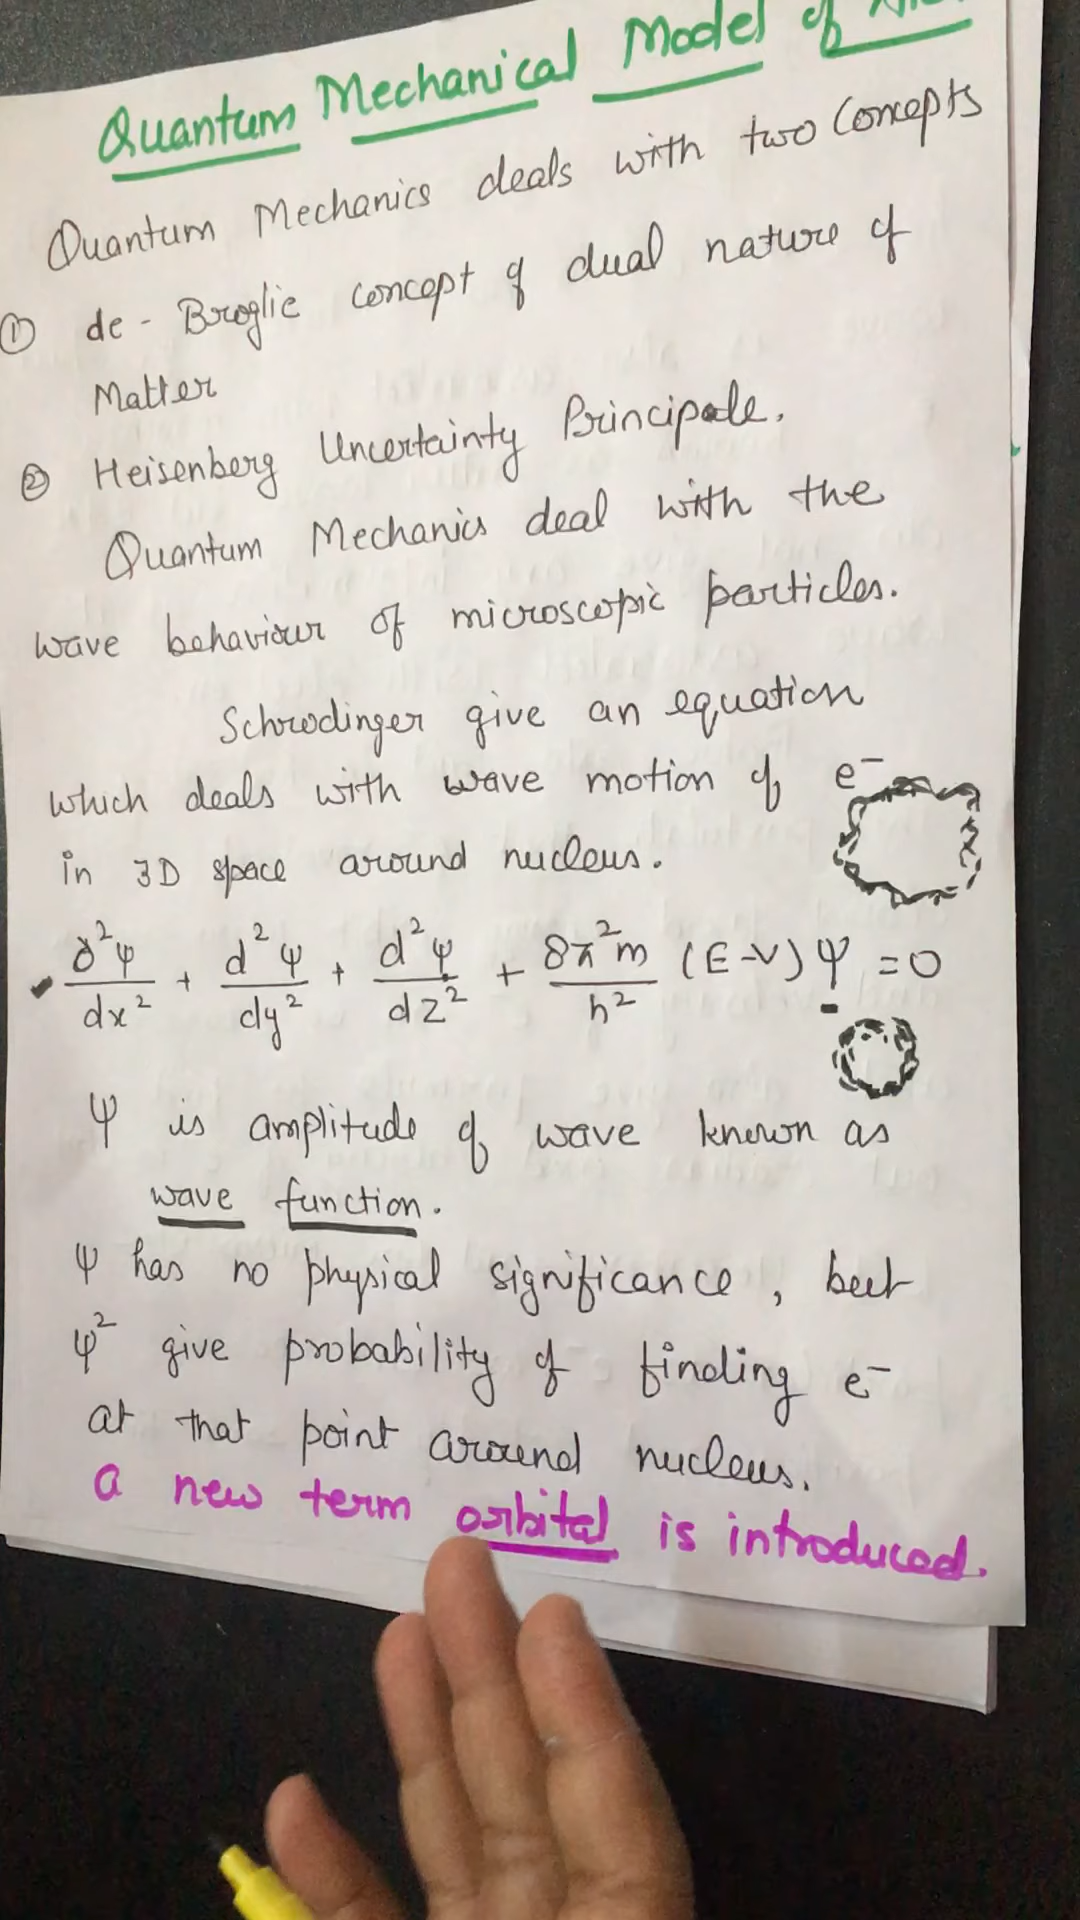 Quantum Mechanical Model of
Quantum Mechanics deals with two Concepts
① de - Broglie concept of dual nature of
Matter
② Heisenberg Uncertainty Principale.
Quantum Mechanics deal with the
wave behaviour of microscopic particles.
Schrodinger give an equation
which deals with wave motion of e⁻
in 3D space around nucleus.
∂²ψ/dx² + d²ψ/dy² + d²ψ/dz² + 8π²m/h² (E-V) ψ = 0
ψ is amplitude of wave known as
wave function.
ψ has no physical significance, but
ψ² give probability of finding e⁻
at that point around nucleus.
a new term orbital is introduced.